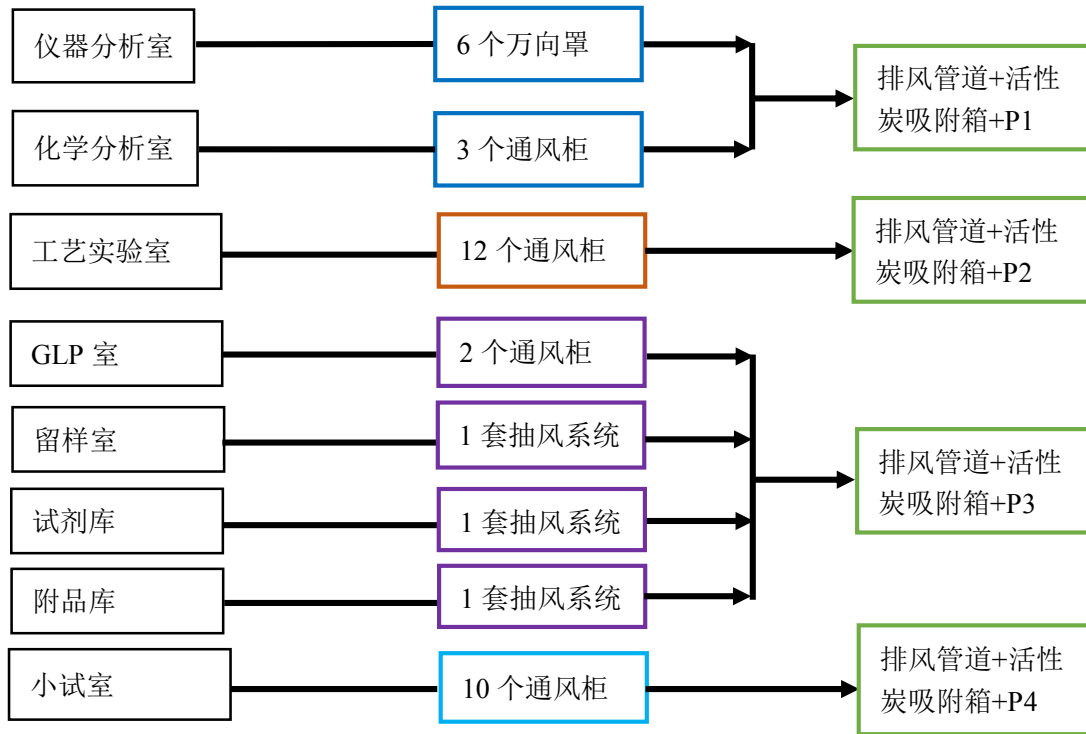 仪器分析室
6 个万向罩
排风管道+活性
炭吸附箱+P1
化学分析室
3 个通风柜
工艺实验室
12 个通风柜
排风管道+活性
炭吸附箱+P2
GLP 室
2 个通风柜
留样室
1 套抽风系统
排风管道+活性
炭吸附箱+P3
试剂库
1 套抽风系统
附品库
1 套抽风系统
小试室
10 个通风柜
排风管道+活性
炭吸附箱+P4